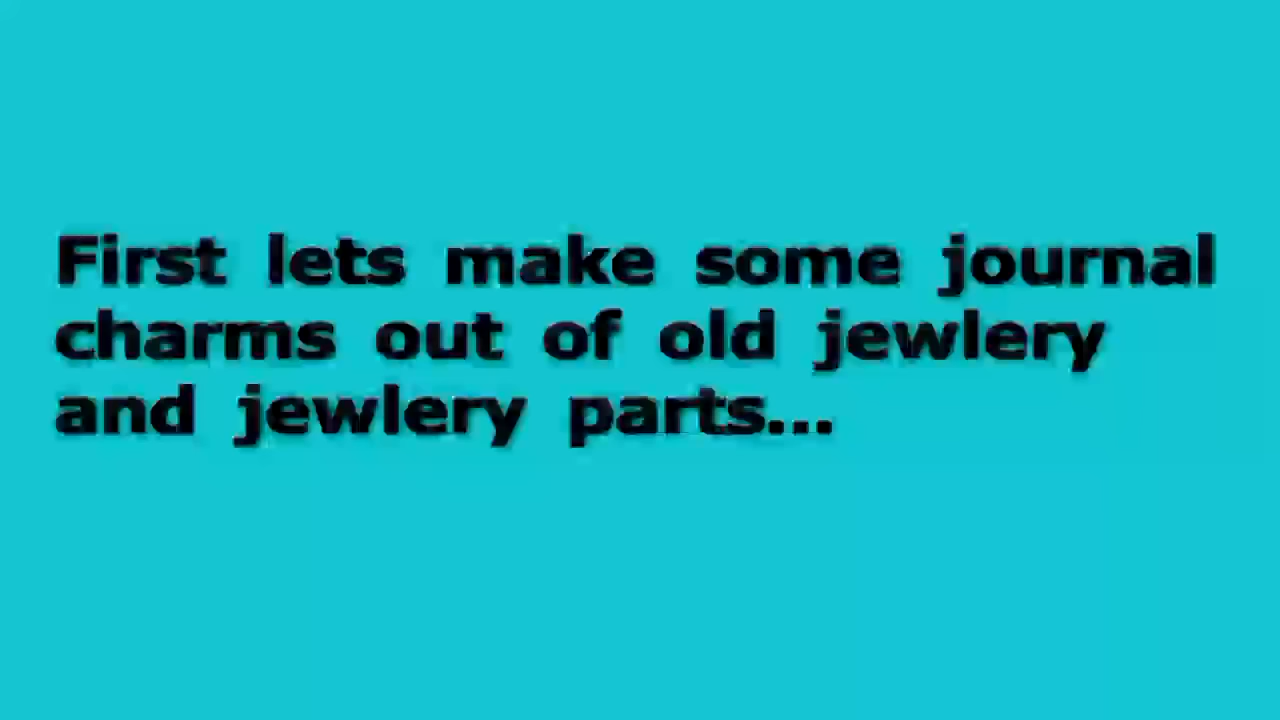 First lets make some journal
charms out of old jewlery
and jewlery parts...